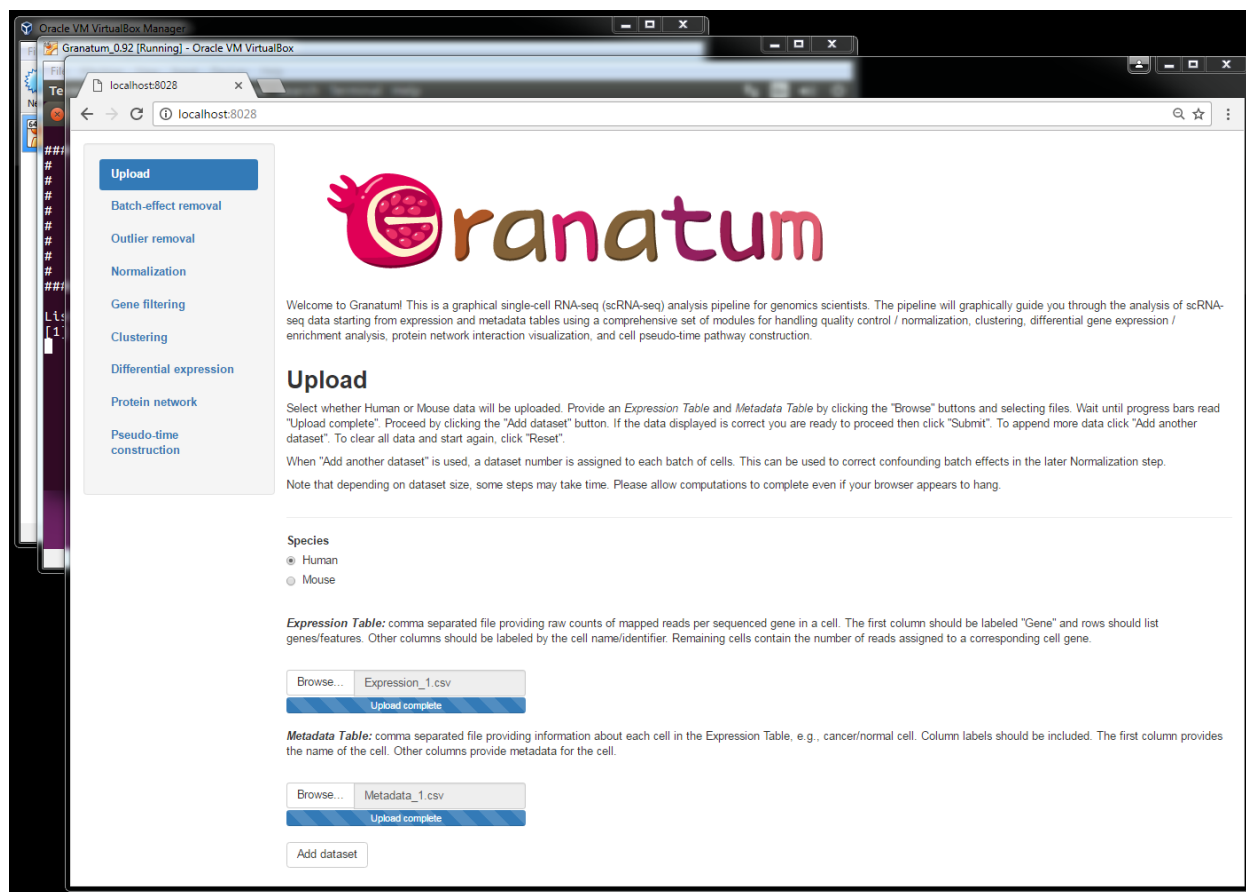 Oracle VM VirtualBox Manager
Granatum_0.92 [Running] - Oracle VM VirtualBox
localhost:8028
localhost:8028
###
#
#
#
#
#
#
#
#
###
[1]
Upload
Batch-effect removal
Outlier removal
Normalization
Gene filtering
Clustering
Differential expression
Protein network
Pseudo-time
construction
Granatum
Welcome to Granatum! This is a graphical single-cell RNA-seq (scRNA-seq) analysis pipeline for genomics scientists. The pipeline will graphically guide you through the analysis of scRNA-
seq data starting from expression and metadata tables using a comprehensive set of modules for handling quality control / normalization, clustering, differential gene expression /
enrichment analysis, protein network interaction visualization, and cell pseudo-time pathway construction.
Upload
Select whether Human or Mouse data will be uploaded. Provide an Expression Table and Metadata Table by clicking the "Browse" buttons and selecting files. Wait until progress bars read
"Upload complete". Proceed by clicking the "Add dataset" button. If the data displayed is correct you are ready to proceed then click "Submit". To append more data click "Add another
dataset". To clear all data and start again, click "Reset".
When "Add another dataset" is used, a dataset number is assigned to each batch of cells. This can be used to correct confounding batch effects in the later Normalization step.
Note that depending on dataset size, some steps may take time. Please allow computations to complete even if your browser appears to hang.
Species
Human
Mouse
Expression Table: comma separated file providing raw counts of mapped reads per sequenced gene in a cell. The first column should be labeled "Gene" and rows should list
genes/features. Other columns should be labeled by the cell name/identifier. Remaining cells contain the number of reads assigned to a corresponding cell gene.
Browse... Expression_1.csv
Upload complete
Metadata Table: comma separated file providing information about each cell in the Expression Table, e.g., cancer/normal cell. Column labels should be included. The first column provides
the name of the cell. Other columns provide metadata for the cell.
Browse... Metadata_1.csv
Upload complete
Add dataset